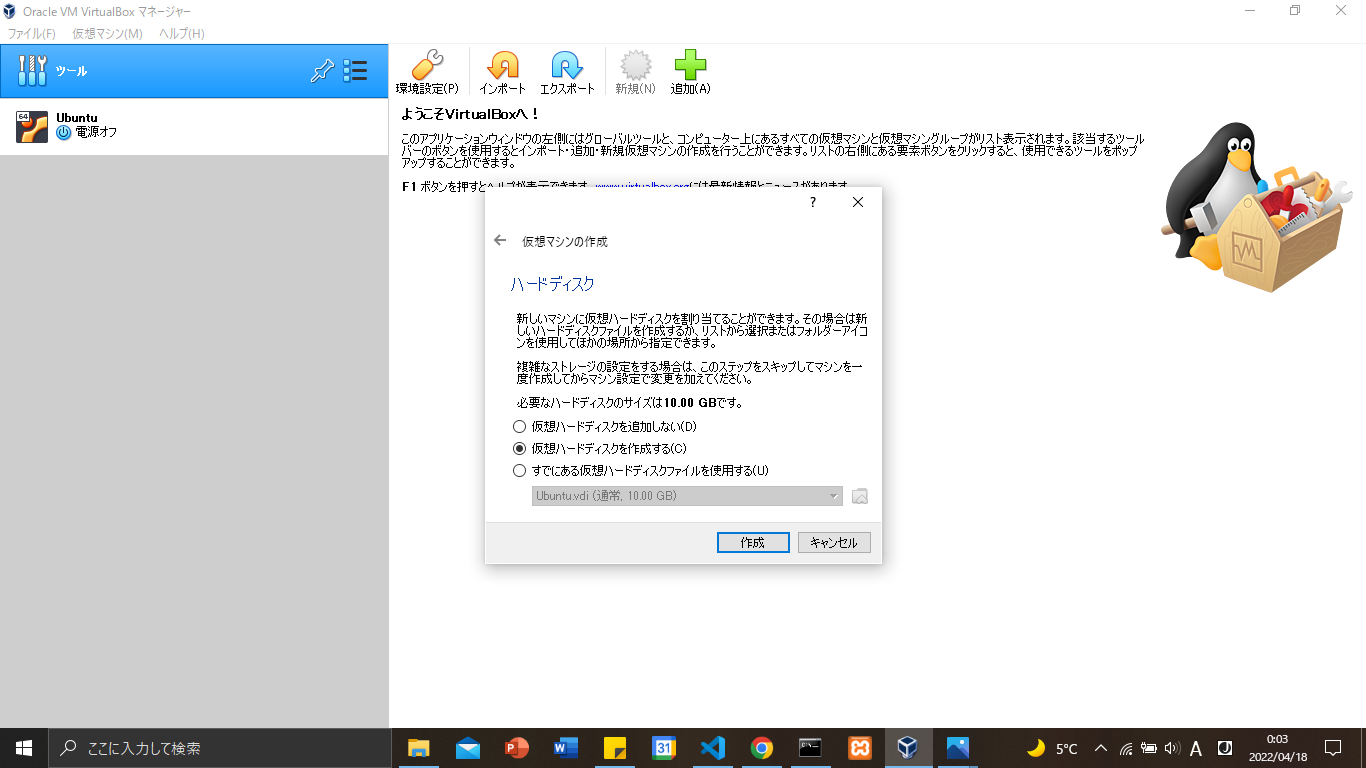 Oracle VM VirtualBox マネージャー
ファイル(F) 仮想マシン(M) ヘルプ(H)
ツール
64
Ubuntu
電源オフ
環境設定(P) インポート エクスポート 新規(N) 追加(A)
ようこそVirtualBoxへ！
このアプリケーションウィンドウの左側にはグローバルツールと、コンピューター上にあるすべての仮想マシンと仮想マシングループがリスト表示されます。該当するツール
バーのボタンを使用するとインポート・追加・新規仮想マシンの作成を行うことができます。リストの右側にある要素ボタンをクリックすると、使用できるツールをポップ
アップすることができます。
F1 ボタンを押すとヘルプが表示できます。 www.virtualbox.orgには最新情報とニュースがあります。
?
仮想マシンの作成
ハードディスク
新しいマシンに仮想ハードディスクを割り当てることができます。その場合は新
しいハードディスクファイルを作成するか、リストから選択またはフォルダーアイコ
ンを使用してほかの場所から指定できます。
複雑なストレージの設定をする場合は、このステップをスキップしてマシンを一
度作成してからマシン設定で変更を加えてください。
必要なハードディスクのサイズは10.00 GBです。
仮想ハードディスクを追加しない(D)
仮想ハードディスクを作成する(C)
すでにある仮想ハードディスクファイルを使用する(U)
Ubuntu.vdi (通常, 10.00 GB)
作成 キャンセル
ここに入力して検索
31
5°C
A
0:03
2022/04/18